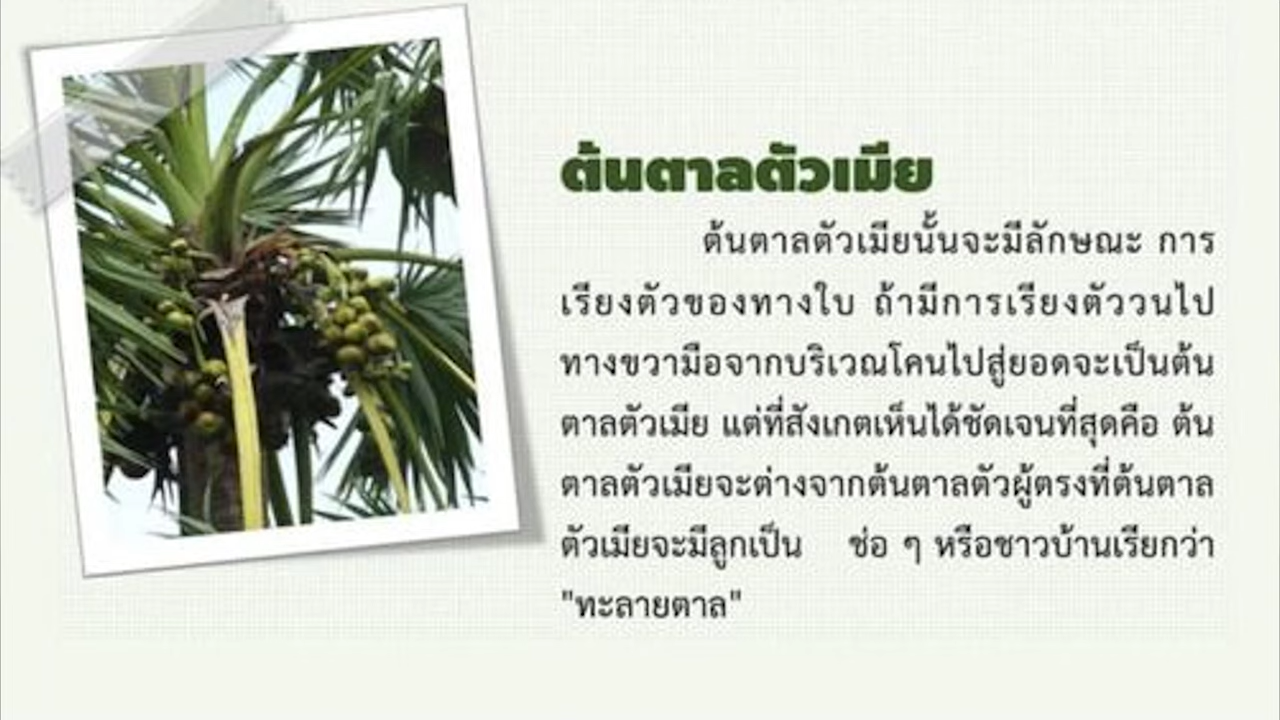 ต้นตาลตัวเมีย
ต้นตาลตัวเมียนั้นจะมีลักษณะ การ
เรียงตัวของทางใบ ถ้ามีการเรียงตัววนไป
ทางขวามือจากบริเวณโคนไปสู่ยอดจะเป็นต้น
ตาลตัวเมีย แต่ที่สังเกตเห็นได้ชัดเจนที่สุดคือ ต้น
ตาลตัวเมียจะต่างจากต้นตาลตัวผู้ตรงที่ต้นตาล
ตัวเมียจะมีลูกเป็น ช่อ ๆ หรือชาวบ้านเรียกว่า
"ทะลายตาล"